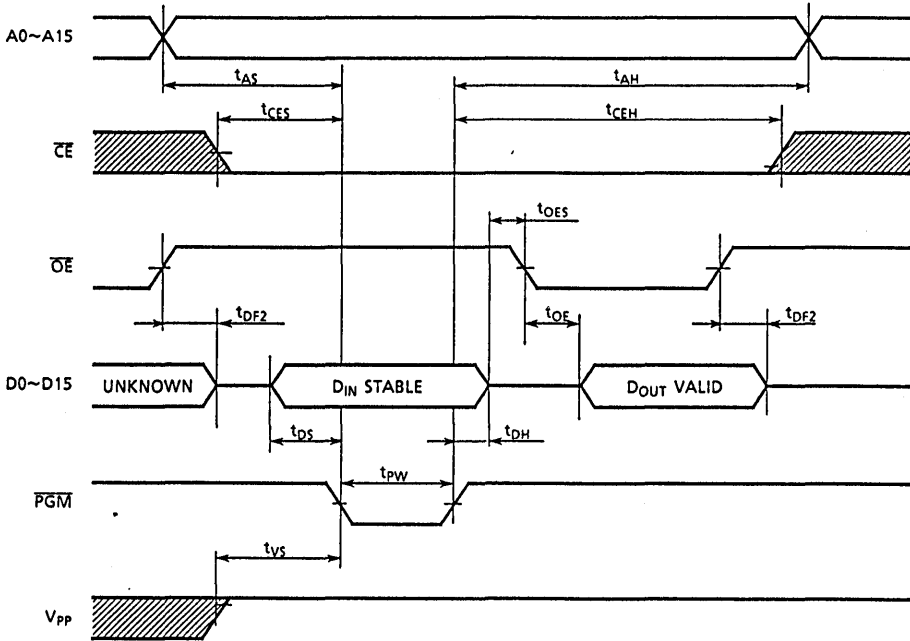 A0~A15
tAS
tAH
tCES
tCEH
CE
tOES
OE
tDF2
tOE
tDF2
D0~D15
UNKNOWN
DIN STABLE
DOUT VALID
tDS
tDH
tPW
PGM
tVS
VPP